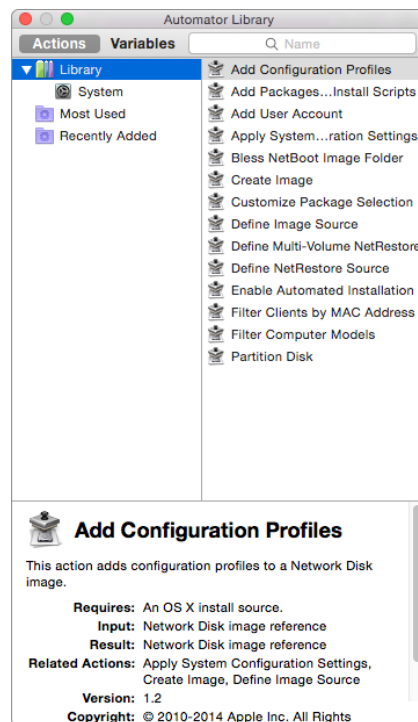 Automator Library
Actions Variables Name
Library
System
Most Used
Recently Added
Add Configuration Profiles
Add Packages...Install Scripts
Add User Account
Apply System...ration Settings
Bless NetBoot Image Folder
Create Image
Customize Package Selection
Define Image Source
Define Multi-Volume NetRestore
Define NetRestore Source
Enable Automated Installation
Filter Clients by MAC Address
Filter Computer Models
Partition Disk
Add Configuration Profiles
This action adds configuration profiles to a Network Disk
image.
Requires: An OS X install source.
Input: Network Disk image reference
Result: Network Disk image reference
Related Actions: Apply System Configuration Settings,
Create Image, Define Image Source
Version: 1.2
Copyright: © 2010-2014 Apple Inc. All Rights